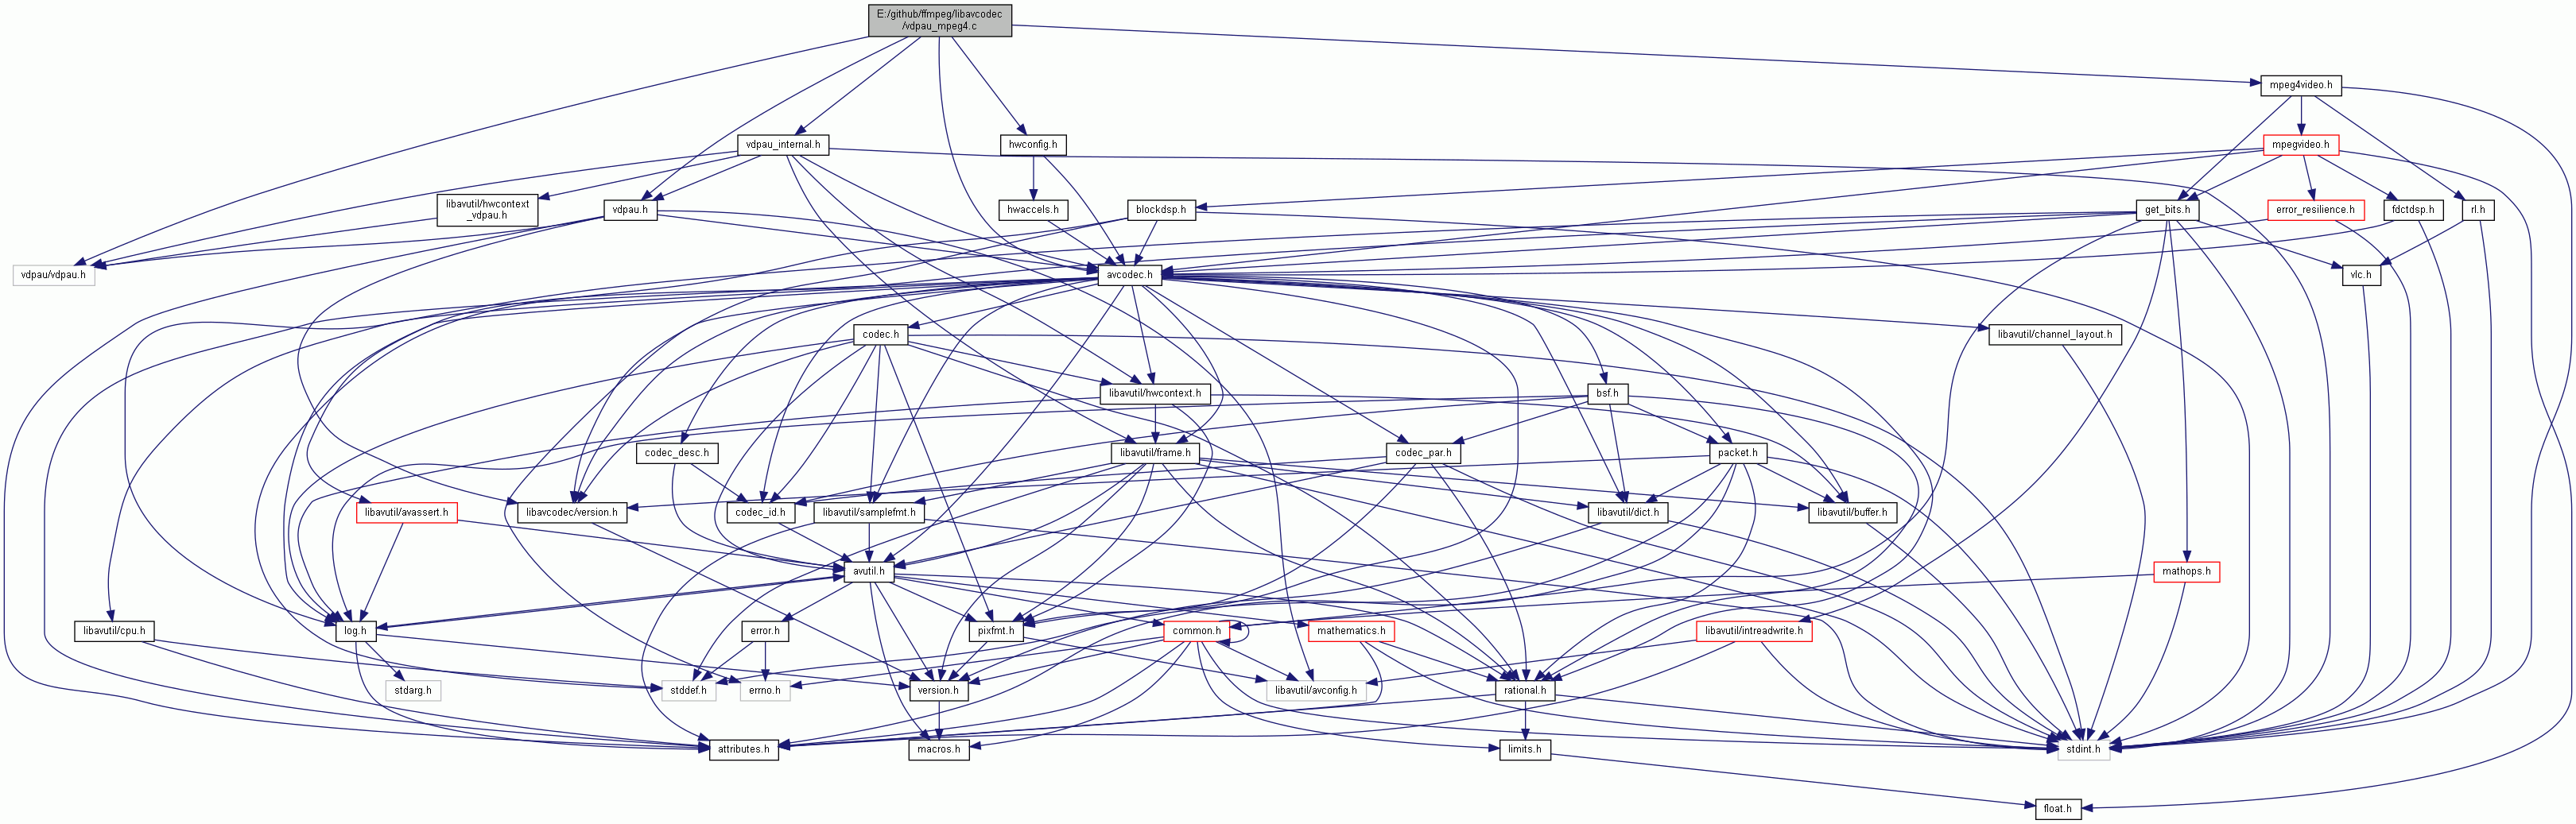 E:/github/ffmpeg/libavcodec
/vdpau_mpeg4.c
mpeg4video.h
vdpau_internal.h
hwconfig.h
mpegvideo.h
libavutil/hwcontext
_vdpau.h
vdpau.h
hwaccels.h
blockdsp.h
get_bits.h
error_resilience.h
fdctdsp.h
rl.h
vdpau/vdpau.h
avcodec.h
vlc.h
codec.h
libavutil/channel_layout.h
libavutil/hwcontext.h
bsf.h
codec_desc.h
libavutil/frame.h
codec_par.h
packet.h
libavutil/avassert.h
libavcodec/version.h
codec_id.h
libavutil/samplefmt.h
libavutil/dict.h
libavutil/buffer.h
avutil.h
mathops.h
libavutil/cpu.h
log.h
error.h
pixfmt.h
common.h
mathematics.h
libavutil/intreadwrite.h
stdarg.h
stddef.h
errno.h
version.h
libavutil/avconfig.h
rational.h
attributes.h
macros.h
limits.h
stdint.h
float.h